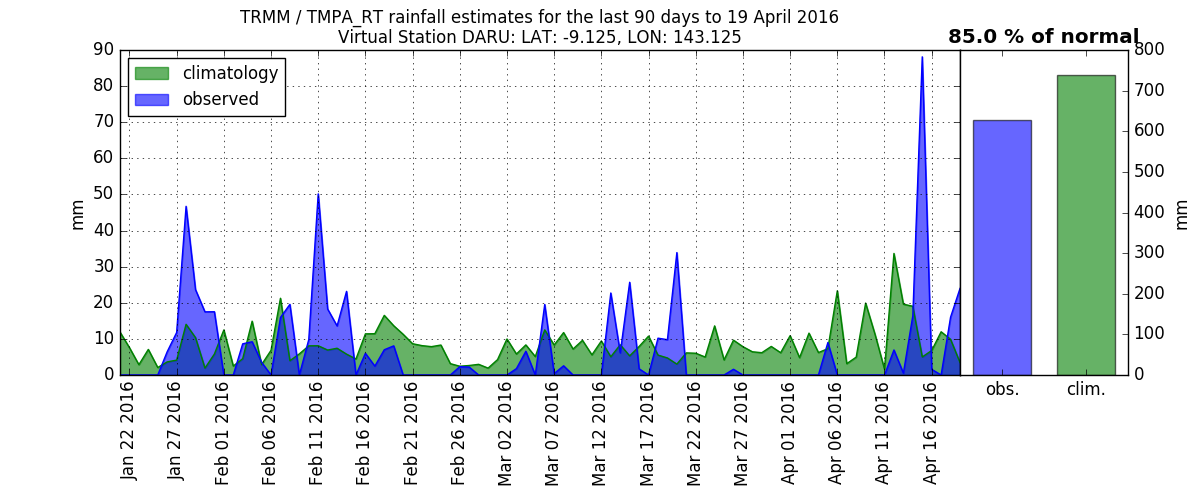 TRMM / TMPA_RT rainfall estimates for the last 90 days to 19 April 2016
Virtual Station DARU: LAT: -9.125, LON: 143.125
85.0 % of normal
climatology
observed
90
80
70
60
50
40
30
20
10
0
mm
800
700
600
500
400
300
200
100
0
mm
obs.
clim.
Jan 22 2016
Jan 27 2016
Feb 01 2016
Feb 06 2016
Feb 11 2016
Feb 16 2016
Feb 21 2016
Feb 26 2016
Mar 02 2016
Mar 07 2016
Mar 12 2016
Mar 17 2016
Mar 22 2016
Mar 27 2016
Apr 01 2016
Apr 06 2016
Apr 11 2016
Apr 16 2016